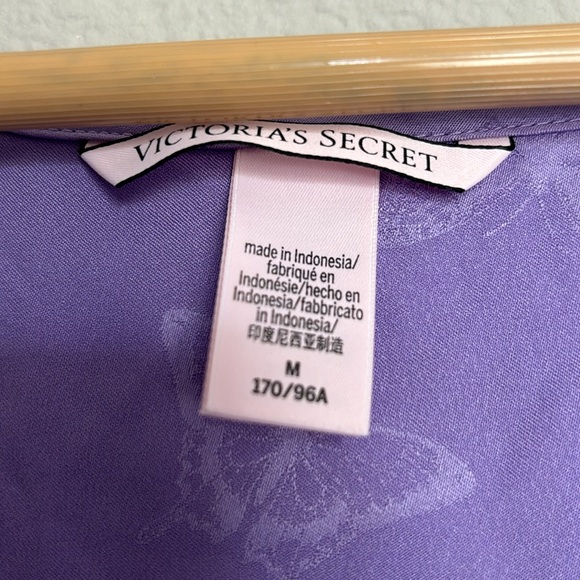 VICTORIA'S SECRET
made in Indonesia/
fabriqué en
Indonésie/hecho en
Indonesia/fabbricato
in Indonesia/
印度尼西亚制造
M
170/96A